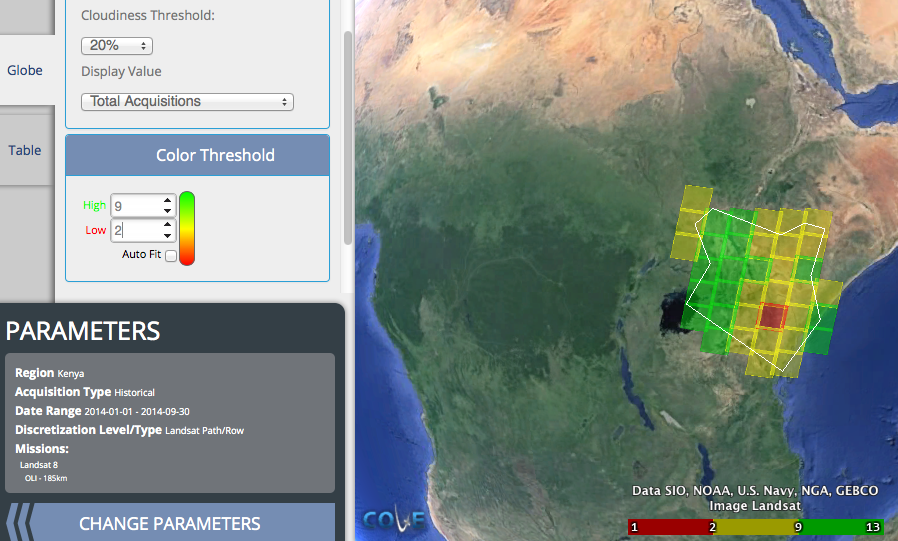 Cloudiness Threshold:
20%
Display Value
Total Acquisitions
Globe
Table
Color Threshold
High 9
Low 2
Auto Fit
PARAMETERS
Region Kenya
Acquisition Type Historical
Date Range 2014-01-01 - 2014-09-30
Discretization Level/Type Landsat Path/Row
Missions:
Landsat 8
OLI - 185km
CHANGE PARAMETERS
Data SIO, NOAA, U.S. Navy, NGA, GEBCO
Image Landsat
COVE
1 2 9 13